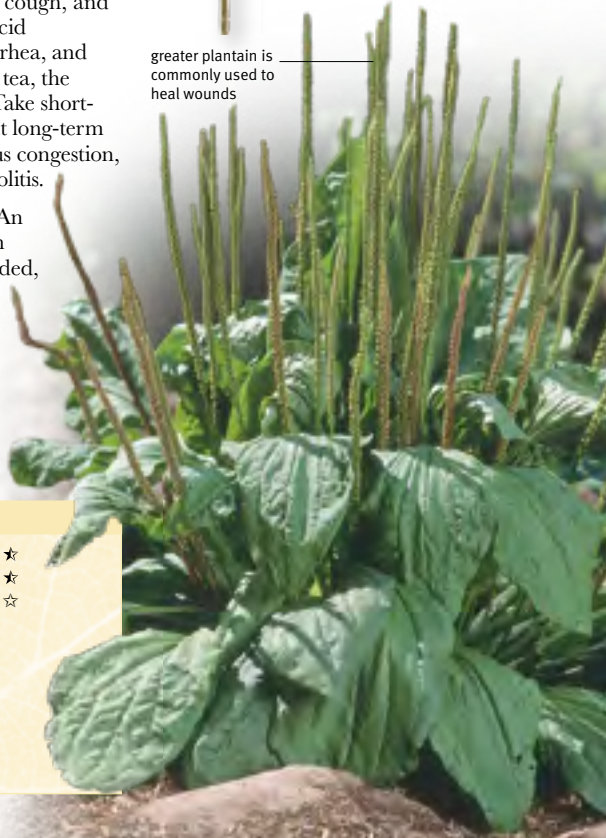 cough, and
cid
rhea, and
tea, the
Take short-
t long-term
us congestion,
olitis.
An
n
ded,
greater plantain is
commonly used to
heal wounds